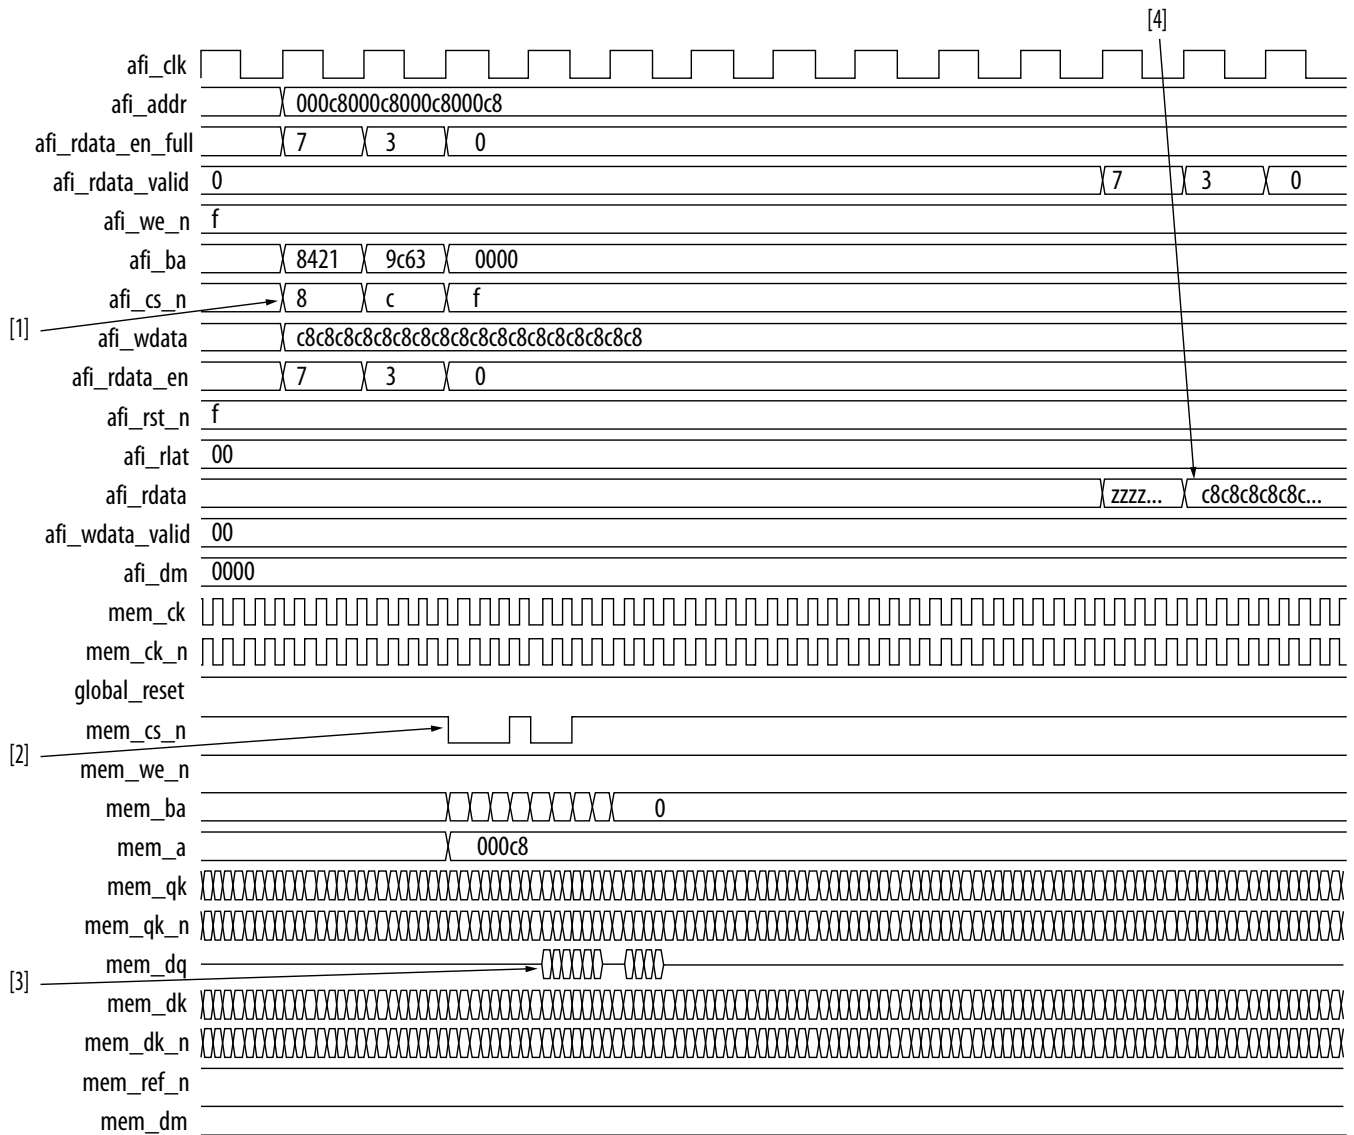 [4]
afi_clk
afi_addr 000c8000c8000c8000c8
afi_rdata_en_full 7 3 0
afi_rdata_valid 0 7 3 0
afi_we_n f
afi_ba 8421 9c63 0000
afi_cs_n 8 c f
[1]
afi_wdata c8c8c8c8c8c8c8c8c8c8c8c8c8c8c8c8c8c8
afi_rdata_en 7 3 0
afi_rst_n f
afi_rlat 00
afi_rdata zzzz... c8c8c8c8c8c...
afi_wdata_valid 00
afi_dm 0000
mem_ck
mem_ck_n
global_reset
mem_cs_n
[2]
mem_we_n
mem_ba 0
mem_a 000c8
mem_qk
mem_qk_n
mem_dq
[3]
mem_dk
mem_dk_n
mem_ref_n
mem_dm